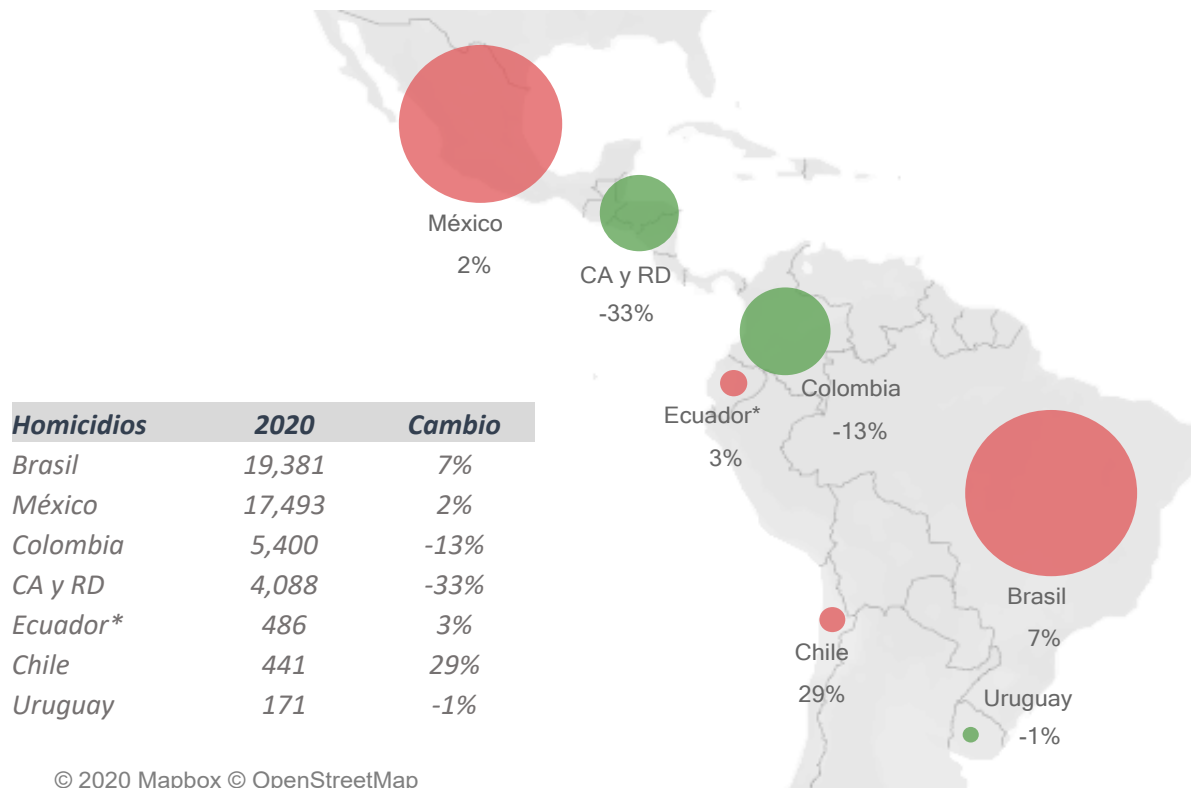 México
2%
CA y RD
-33%
Colombia
-13%
Ecuador*
3%
Homicidios 2020 Cambio
Brasil 19,381 7%
México 17,493 2%
Colombia 5,400 -13%
CA y RD 4,088 -33%
Ecuador* 486 3%
Chile 441 29%
Uruguay 171 -1%
Brasil
7%
Chile
29%
Uruguay
-1%
© 2020 Mapbox © OpenStreetMap